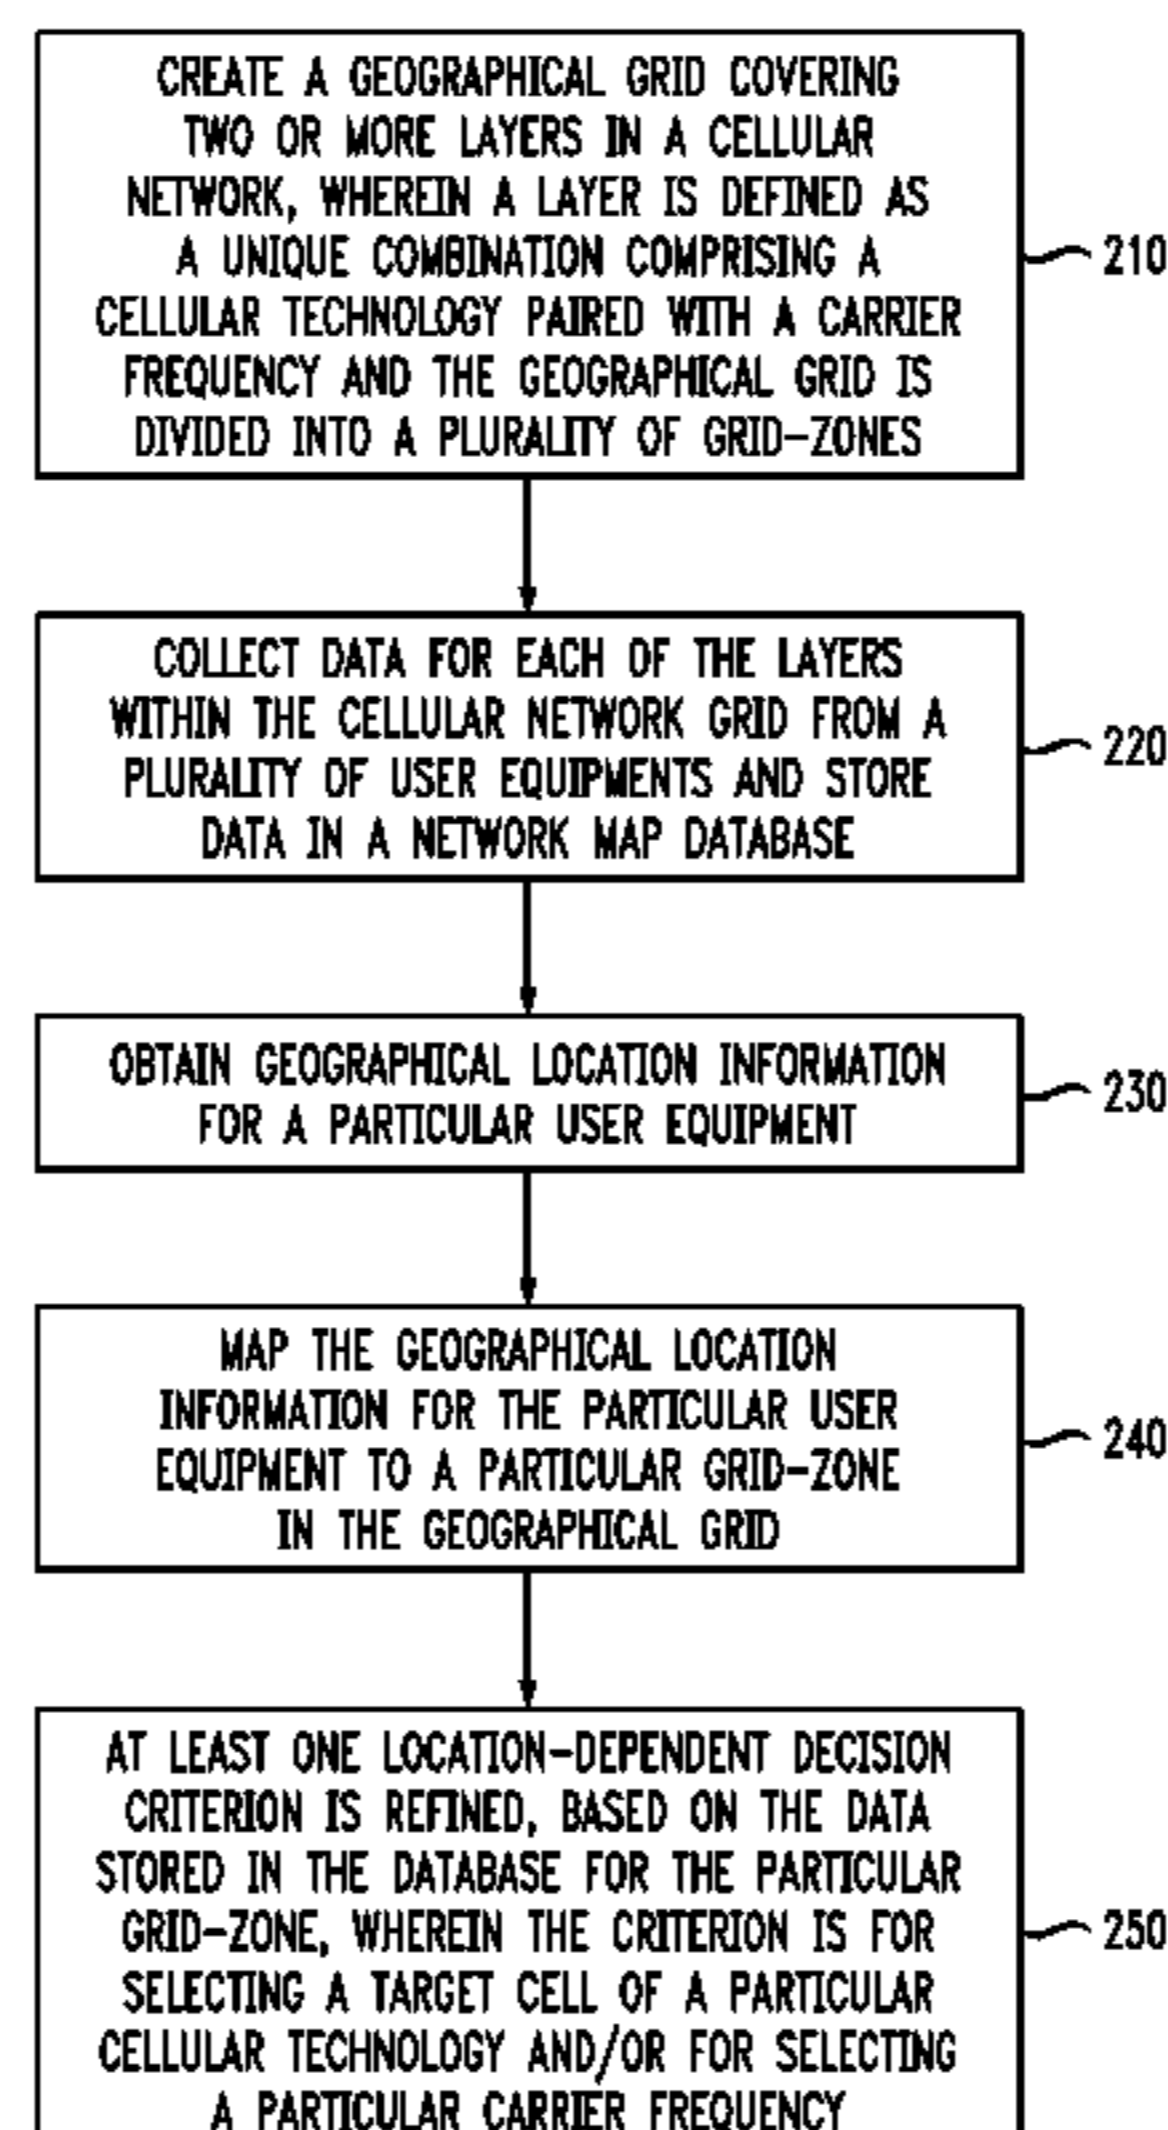 CREATE A GEOGRAPHICAL GRID COVERING
TWO OR MORE LAYERS IN A CELLULAR
NETWORK, WHEREIN A LAYER IS DEFINED AS
A UNIQUE COMBINATION COMPRISING A
CELLULAR TECHNOLOGY PAIRED WITH A CARRIER
FREQUENCY AND THE GEOGRAPHICAL GRID IS
DIVIDED INTO A PLURALITY OF GRID-ZONES
210
COLLECT DATA FOR EACH OF THE LAYERS
WITHIN THE CELLULAR NETWORK GRID FROM A
PLURALITY OF USER EQUIPMENTS AND STORE
DATA IN A NETWORK MAP DATABASE
220
OBTAIN GEOGRAPHICAL LOCATION INFORMATION
FOR A PARTICULAR USER EQUIPMENT
230
MAP THE GEOGRAPHICAL LOCATION
INFORMATION FOR THE PARTICULAR USER
EQUIPMENT TO A PARTICULAR GRID-ZONE
IN THE GEOGRAPHICAL GRID
240
AT LEAST ONE LOCATION-DEPENDENT DECISION
CRITERION IS REFINED, BASED ON THE DATA
STORED IN THE DATABASE FOR THE PARTICULAR
GRID-ZONE, WHEREIN THE CRITERION IS FOR
SELECTING A TARGET CELL OF A PARTICULAR
CELLULAR TECHNOLOGY AND/OR FOR SELECTING
A PARTICULAR CARRIER FREQUENCY
250